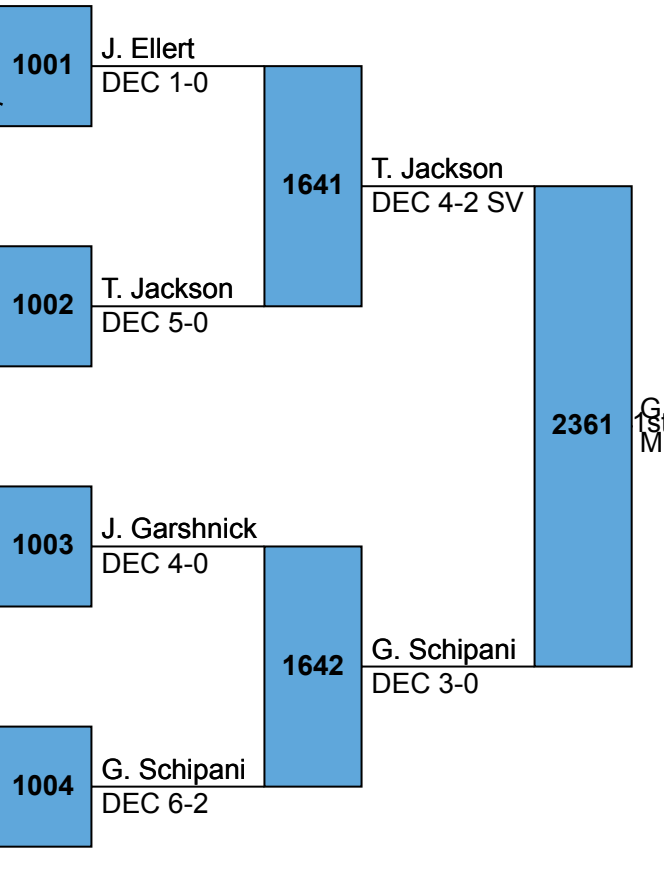 1001
J. Ellert
DEC 1-0
1641
T. Jackson
DEC 4-2 SV
1002
T. Jackson
DEC 5-0
2361
G.
1st
M
1003
J. Garshnick
DEC 4-0
1642
G. Schipani
DEC 3-0
1004
G. Schipani
DEC 6-2